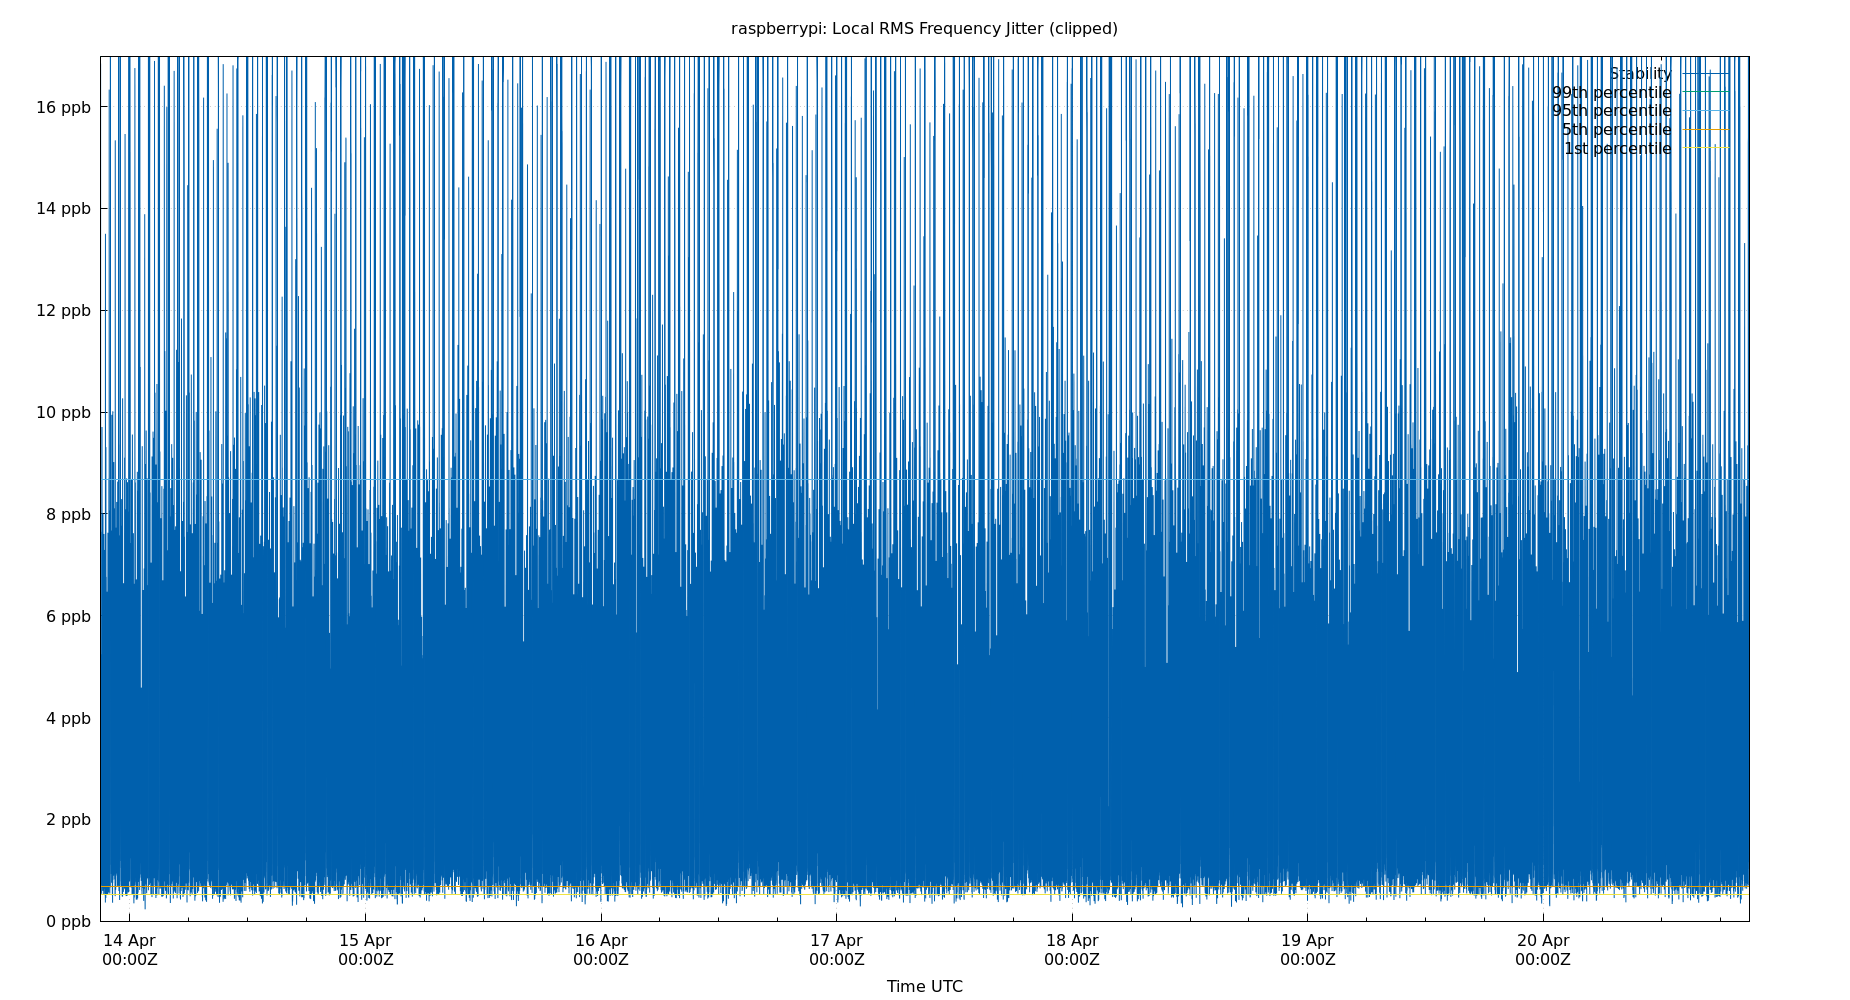 raspberrypi: Local RMS Frequency Jitter (clipped)
Stability
99th percentile
95th percentile
5th percentile
1st percentile
16 ppb
14 ppb
12 ppb
10 ppb
8 ppb
6 ppb
4 ppb
2 ppb
0 ppb
14 Apr 15 Apr 16 Apr 17 Apr 18 Apr 19 Apr 20 Apr
00:00Z 00:00Z 00:00Z 00:00Z 00:00Z 00:00Z 00:00Z
Time UTC